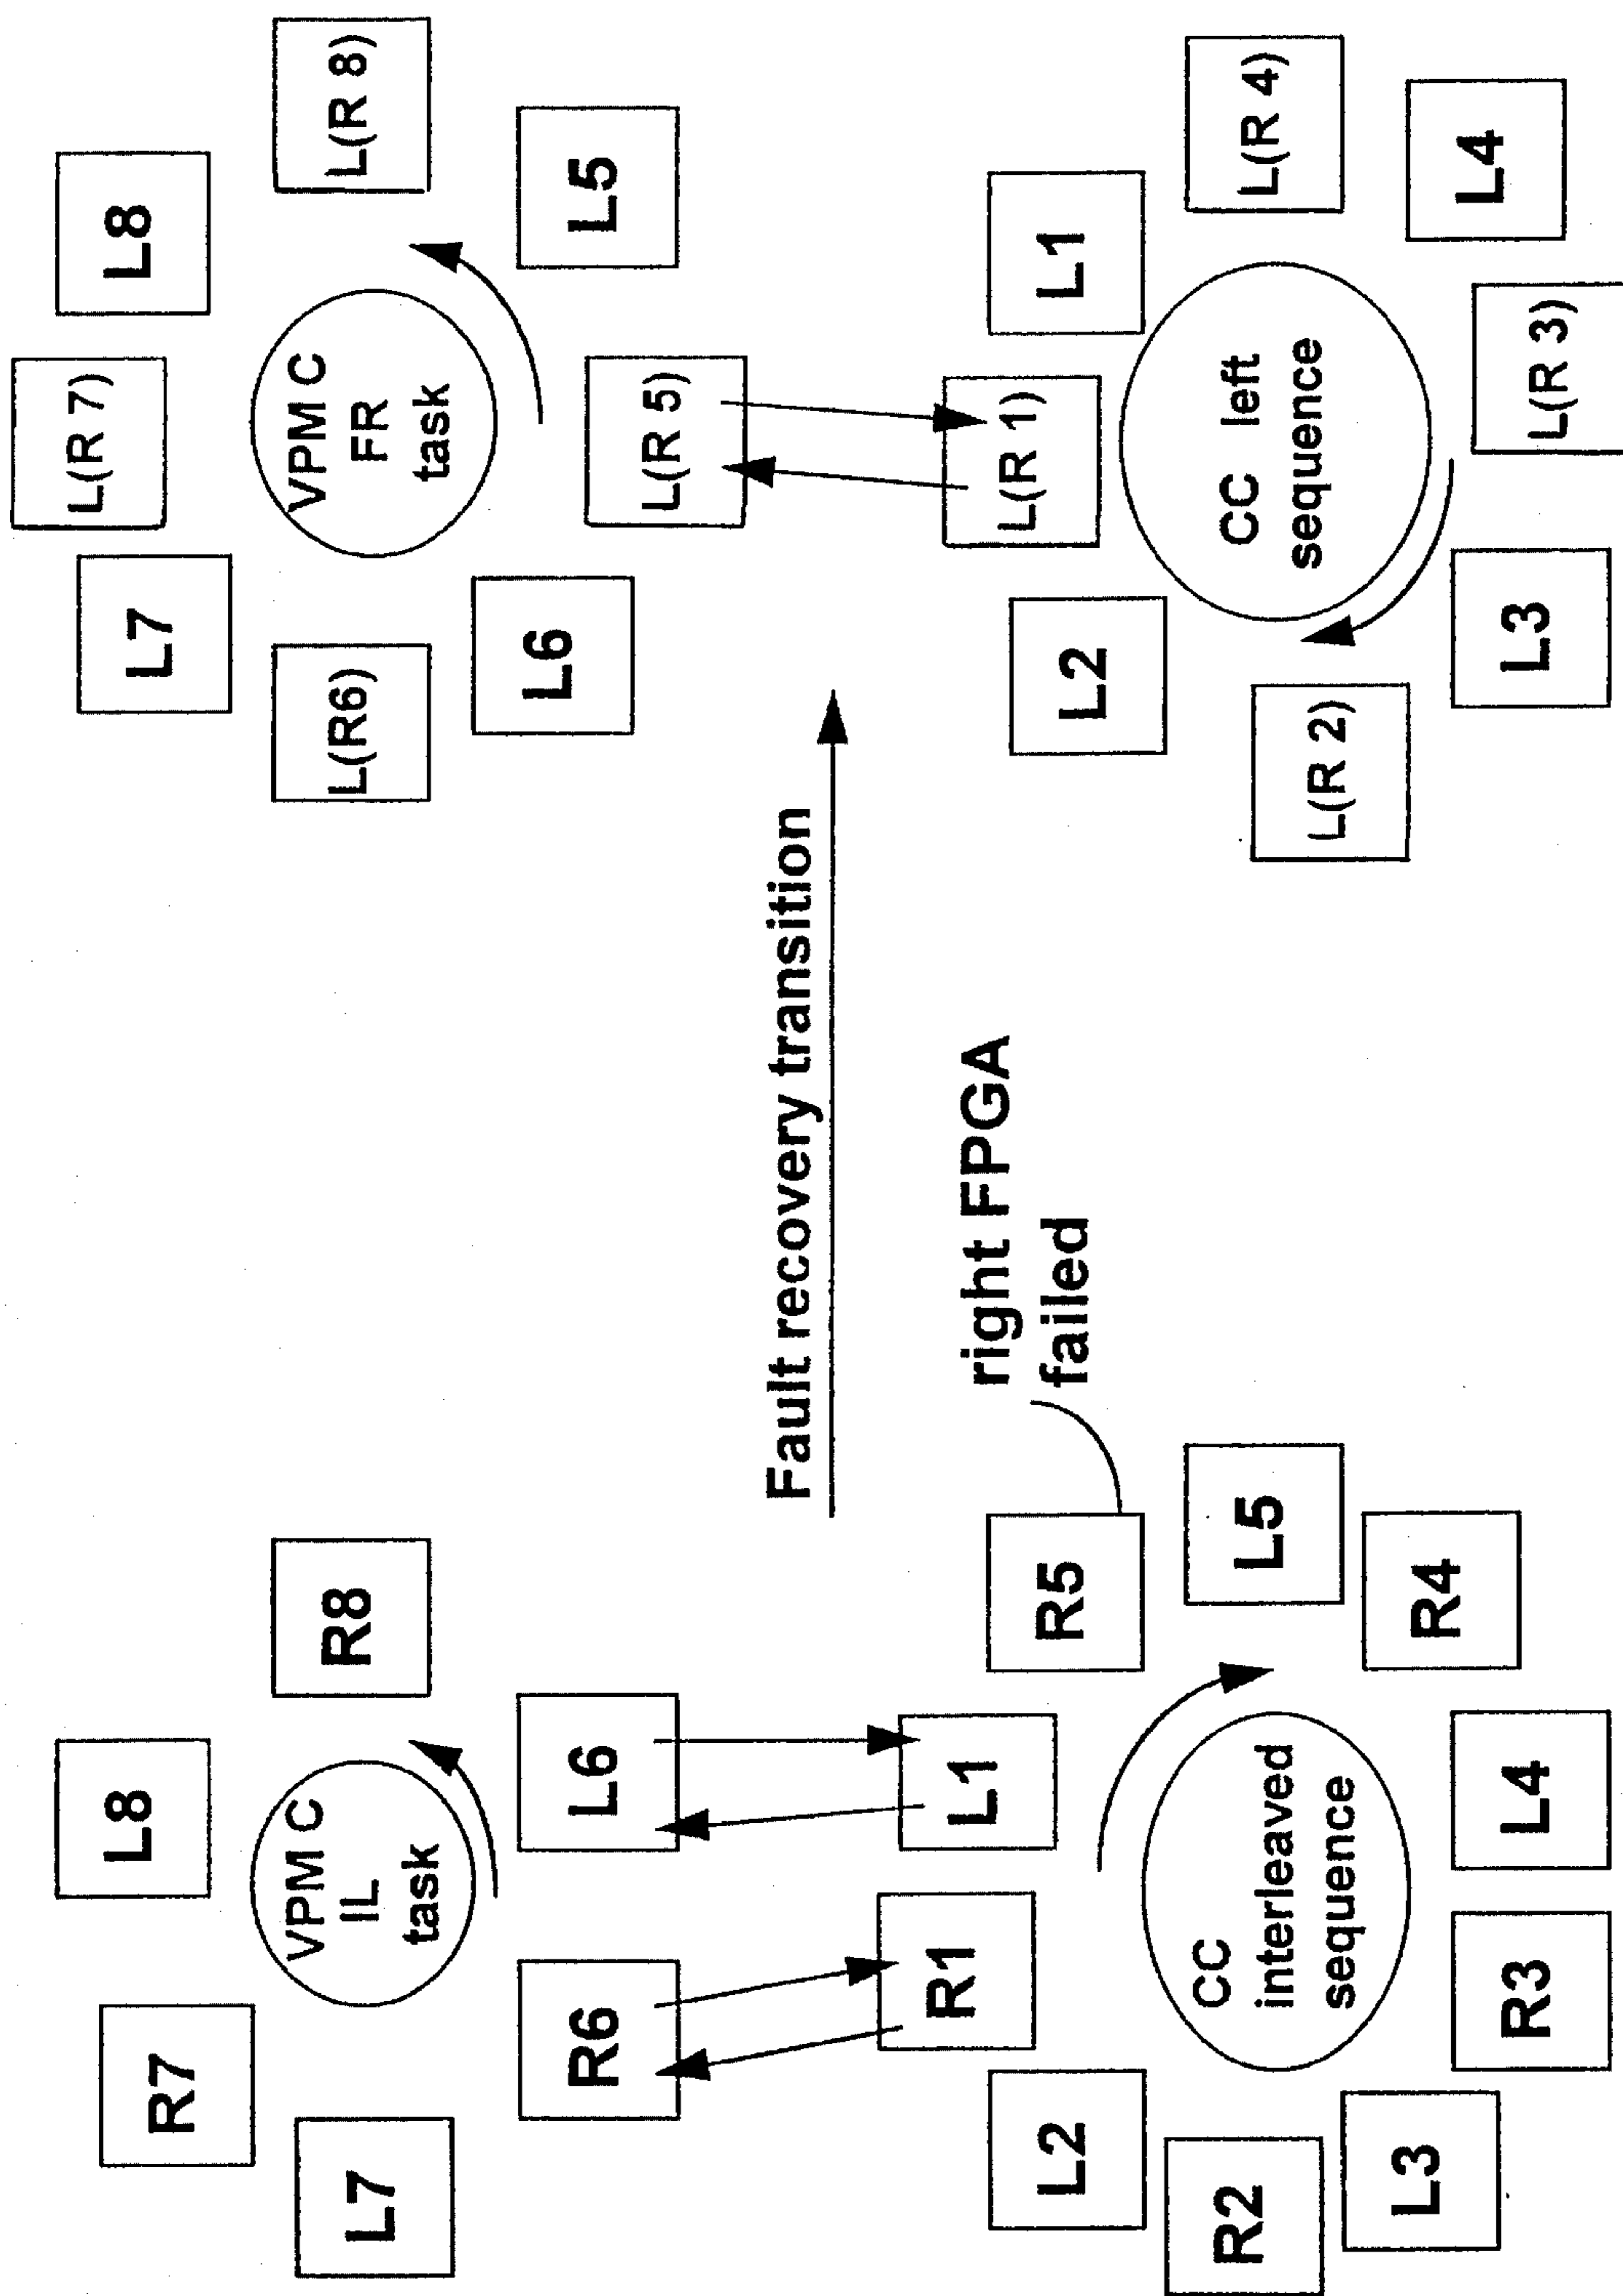 L8
R7
VPM C
IL
task
R8
L7
R6
L6
R1
L1
L2
R5
right FPGA
failed
R2
CC
interleaved
sequence
L5
L3
R4
R3
L4
Fault recovery transition
L(R 7)
L8
L7
VPM C
FR
task
L(R 8)
L(R6)
L6
L5
L(R 5)
L(R 1)
L1
L2
CC left
sequence
L(R 4)
L(R 2)
L4
L3
L(R 3)